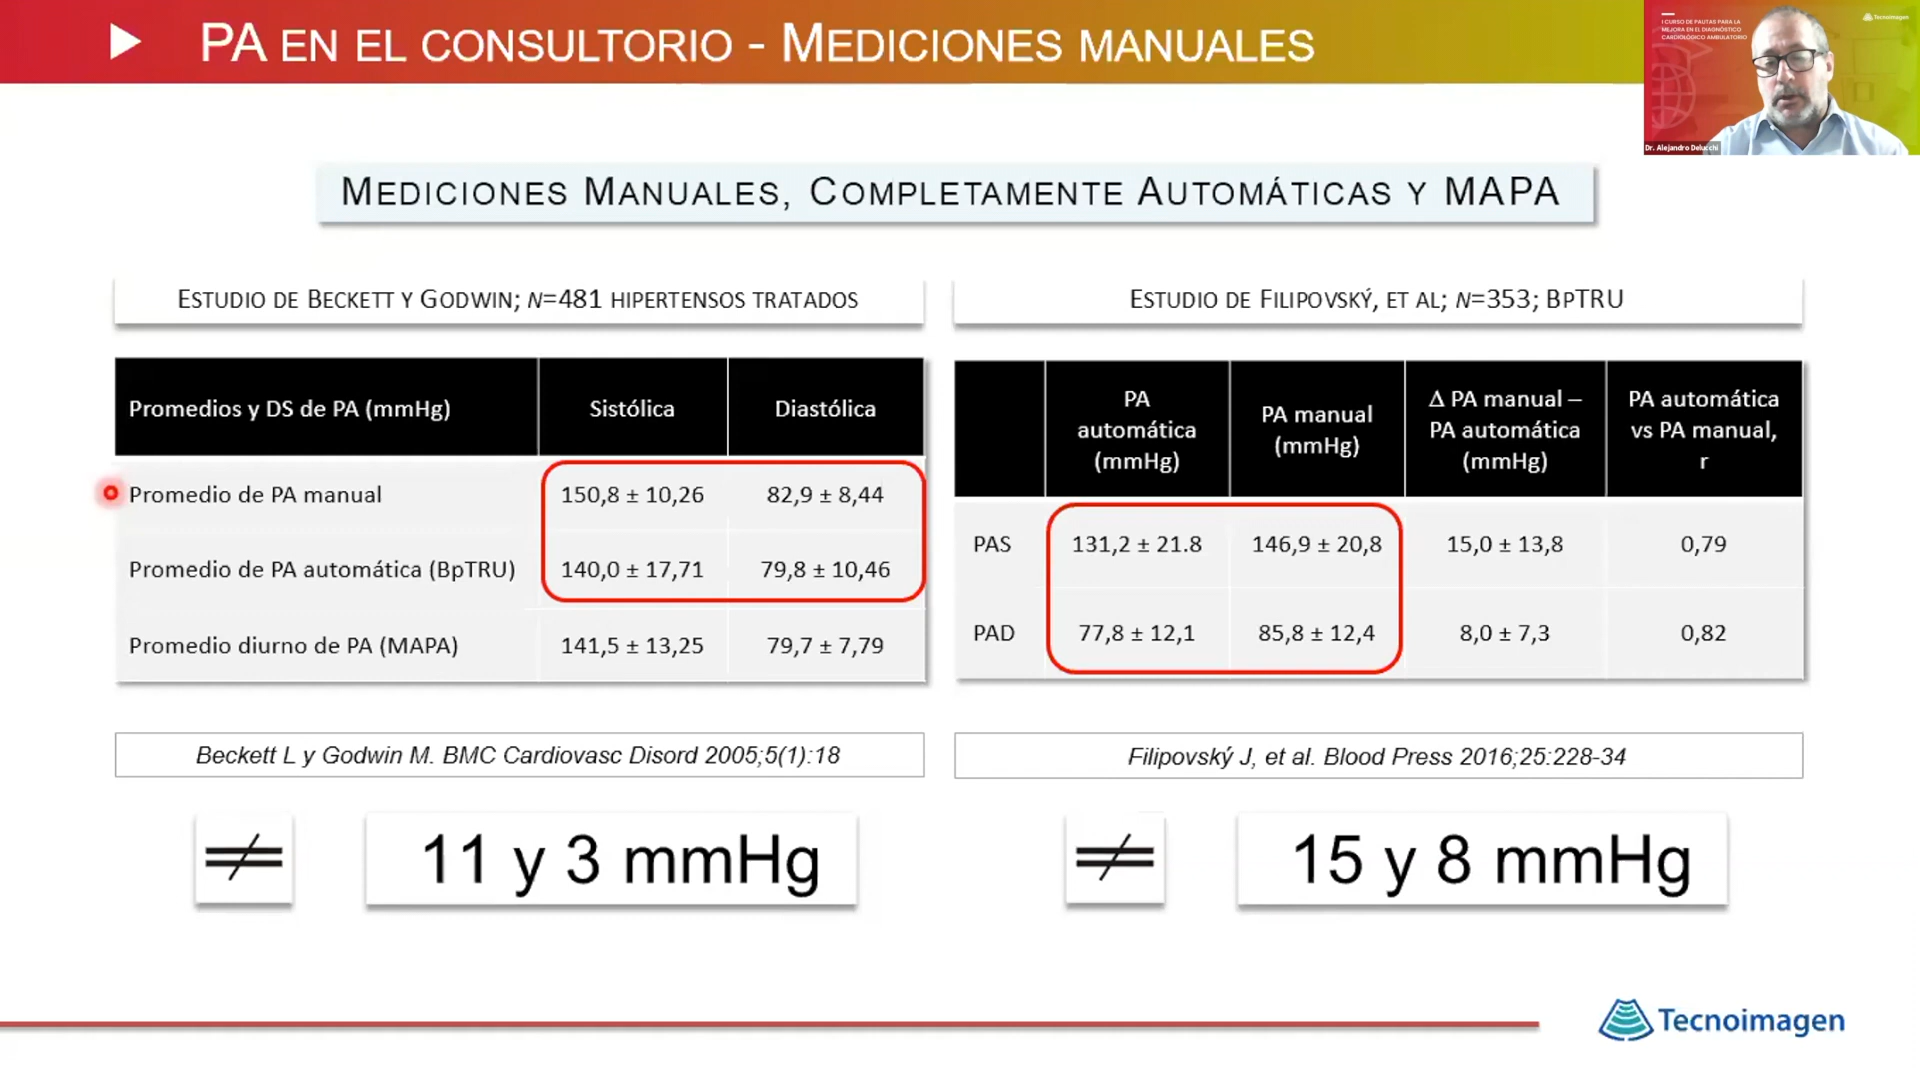 PA EN EL CONSULTORIO - MEDICIONES MANUALES
I CURSO DE PAUTAS PARA LA
MEJORA EN EL DIAGNÓSTICO
CARDIOLÓGICO AMBULATORIO
Tecnoimagen
Dr. Alejandro Delucchi
MEDICIONES MANUALES, COMPLETAMENTE AUTOMÁTICAS Y MAPA
ESTUDIO DE BECKETT Y GODWIN; n=481 HIPERTENSOS TRATADOS
Promedios y DS de PA (mmHg) Sistólica Diastólica
Promedio de PA manual 150,8 ± 10,26 82,9 ± 8,44
Promedio de PA automática (BpTRU) 140,0 ± 17,71 79,8 ± 10,46
Promedio diurno de PA (MAPA) 141,5 ± 13,25 79,7 ± 7,79
Beckett L y Godwin M. BMC Cardiovasc Disord 2005;5(1):18
≠ 11 y 3 mmHg
ESTUDIO DE FILIPOVSKÝ, ET AL; n=353; BPTRU
PA
automática
(mmHg)
PA manual
(mmHg)
Δ PA manual –
PA automática
(mmHg)
PA automática
vs PA manual,
r
PAS 131,2 ± 21.8 146,9 ± 20,8 15,0 ± 13,8 0,79
PAD 77,8 ± 12,1 85,8 ± 12,4 8,0 ± 7,3 0,82
Filipovský J, et al. Blood Press 2016;25:228-34
≠ 15 y 8 mmHg
Tecnoimagen